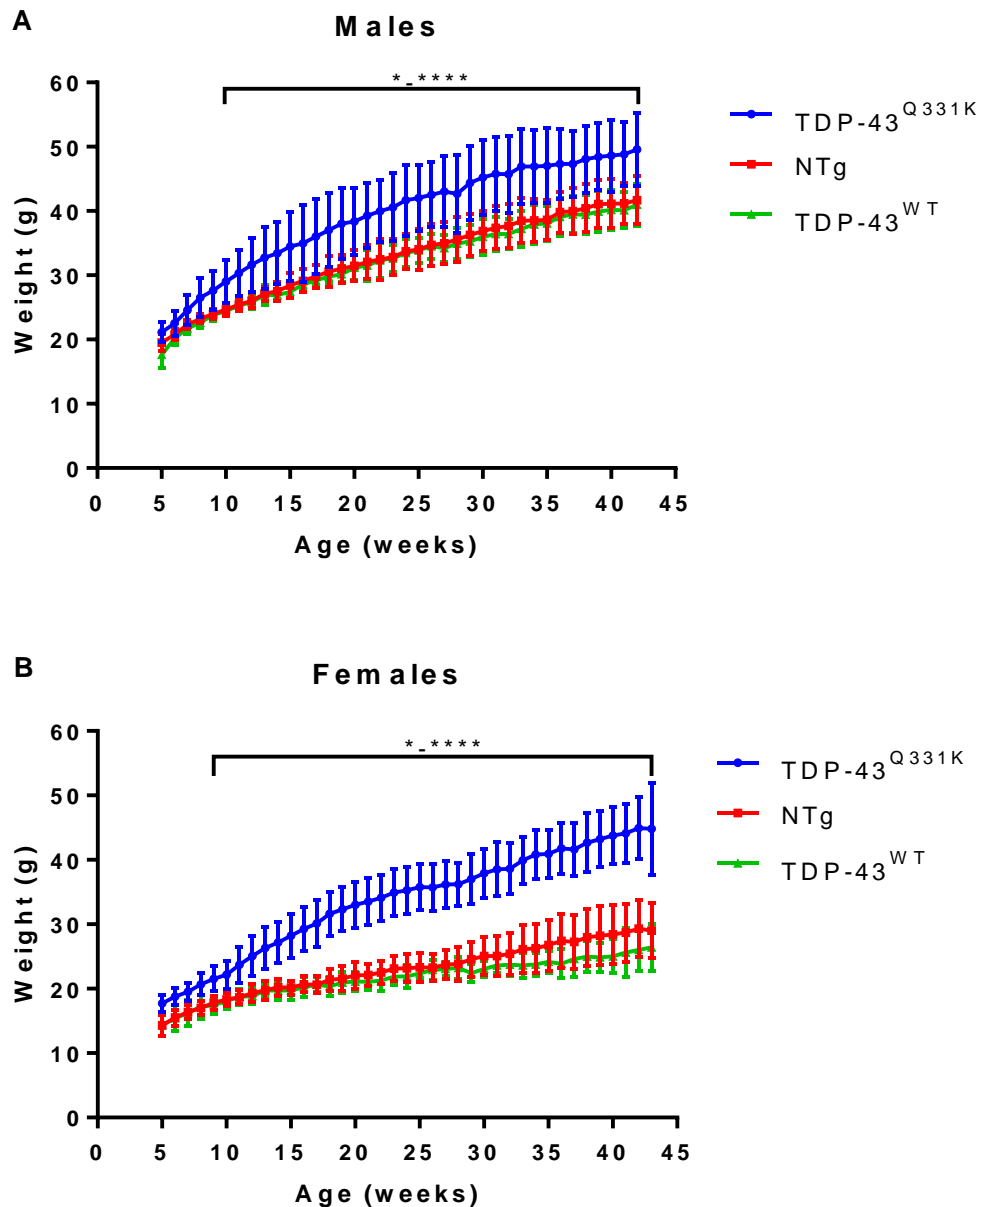 A
Males
*-****
60
50
40
30
20
10
0
Weight (g)
0 5 10 15 20 25 30 35 40 45
Age (weeks)
TDP-43Q331K
NTg
TDP-43WT
B
Females
*-****
60
50
40
30
20
10
0
Weight (g)
0 5 10 15 20 25 30 35 40 45
Age (weeks)
TDP-43Q331K
NTg
TDP-43WT